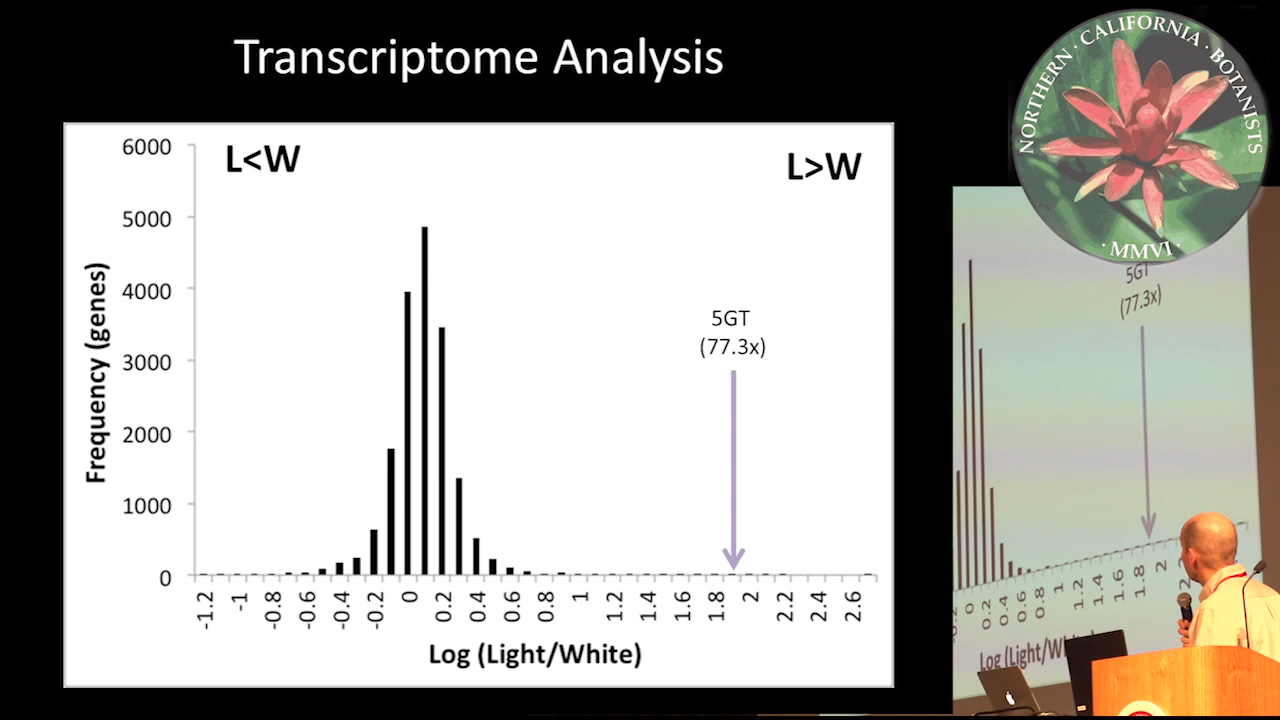 Transcriptome Analysis
NORTHERN · CALIFORNIA · BOTANISTS
· MMVI ·
L<W
L>W
6000
5000
4000
3000
2000
1000
0
Frequency (genes)
5GT
(77.3x)
-1.2 -1 -0.8 -0.6 -0.4 -0.2 0 0.2 0.4 0.6 0.8 1 1.2 1.4 1.6 1.8 2 2.2 2.4 2.6
Log (Light/White)
5GT
(77.3x)
0 0.2 0.4 0.6 0.8 1 1.2 1.4 1.6 1.8 2
Log (Light/W